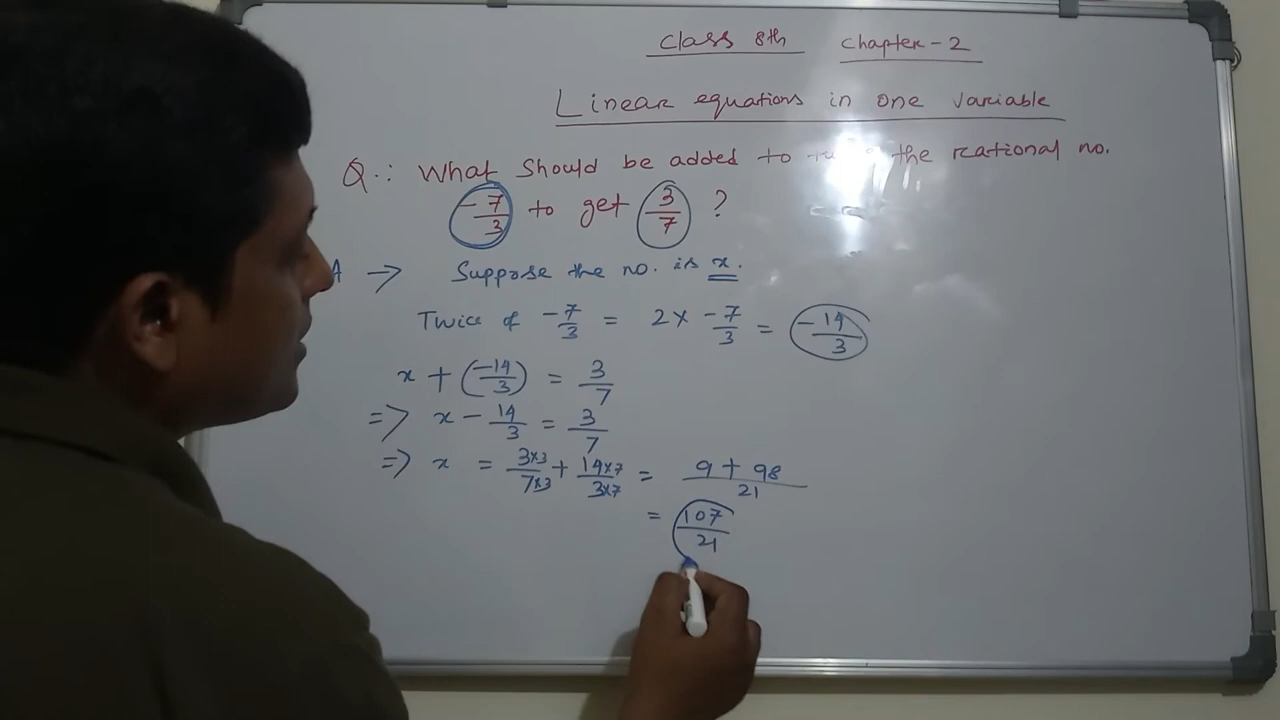 Class 8th Chapter-2
Linear equations in one variable
Q.: What should be added to the rational no.
-7/3 to get 3/7 ?
A → Suppose the no. is x.
Twice of -7/3 = 2 × -7/3 = -14/3
x + (-14/3) = 3/7
=> x - 14/3 = 3/7
=> x = 3×3/7×3 + 14×7/3×7 = 9 + 98/21
= 107/21